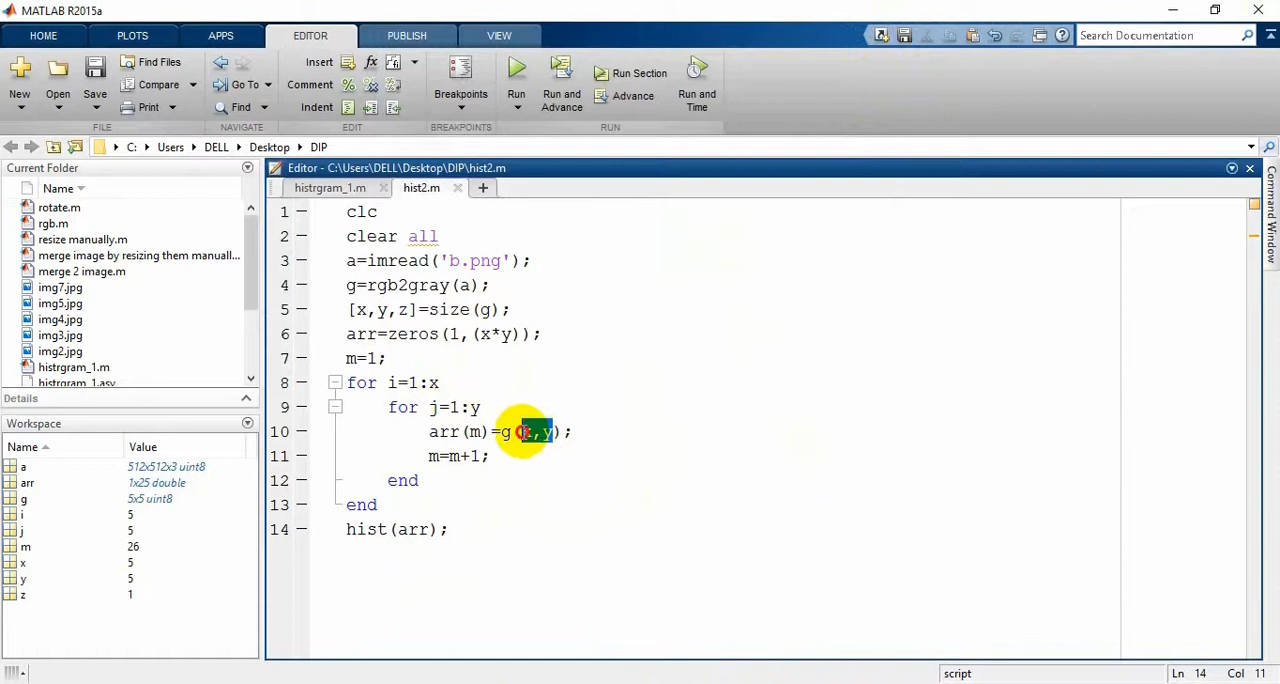 MATLAB R2015a
HOME PLOTS APPS EDITOR PUBLISH VIEW Search Documentation
New Open Save Find Files Compare Print
Go To Find
Insert Comment Indent
Breakpoints Run Run and Advance Run Section Advance Run and Time
FILE NAVIGATE EDIT BREAKPOINTS RUN
C: Users DELL Desktop DIP
Current Folder
Name
rotate.m
rgb.m
resize manually.m
merge image by resizing them manuall...
merge 2 image.m
img7.jpg
img5.jpg
img4.jpg
img3.jpg
img2.jpg
histrgram_1.m
histrgram_1.asv
Details
Workspace
Name Value
a 512x512x3 uint8
arr 1x25 double
g 5x5 uint8
i 5
j 5
m 26
x 5
y 5
z 1
Editor - C:\Users\DELL\Desktop\DIP\hist2.m
histrgram_1.m hist2.m
1 clc
2 clear all
3 a=imread('b.png');
4 g=rgb2gray(a);
5 [x,y,z]=size(g);
6 arr=zeros(1,(x*y));
7 m=1;
8 for i=1:x
9 for j=1:y
10 arr(m)=g(x,y);
11 m=m+1;
12 end
13 end
14 hist(arr);
Command Window
script Ln 14 Col 11